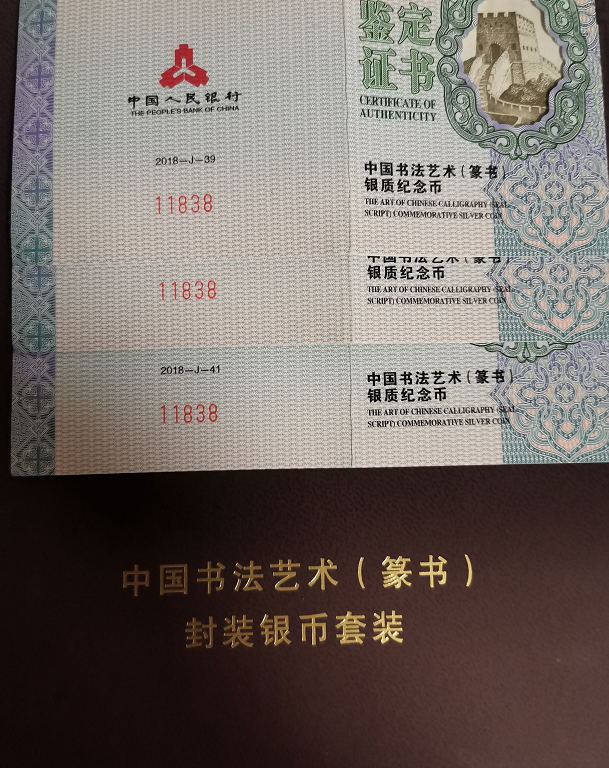 鉴定
证书
CERTIFICATE OF
AUTHENTICITY
中国人民银行
THE PEOPLE'S BANK OF CHINA
2018—J—39
11838
中国书法艺术(篆书)
银质纪念币
THE ART OF CHINESE CALLIGRAPHY (SEAL
SCRIPT) COMMEMORATIVE SILVER COIN
11838
中国书法艺术(篆书)
银质纪念币
THE ART OF CHINESE CALLIGRAPHY (SEAL
SCRIPT) COMMEMORATIVE SILVER COIN
2018—J—41
11838
中国书法艺术(篆书)
银质纪念币
THE ART OF CHINESE CALLIGRAPHY (SEAL
SCRIPT) COMMEMORATIVE SILVER COIN
中国书法艺术(篆书)
封装银币套装